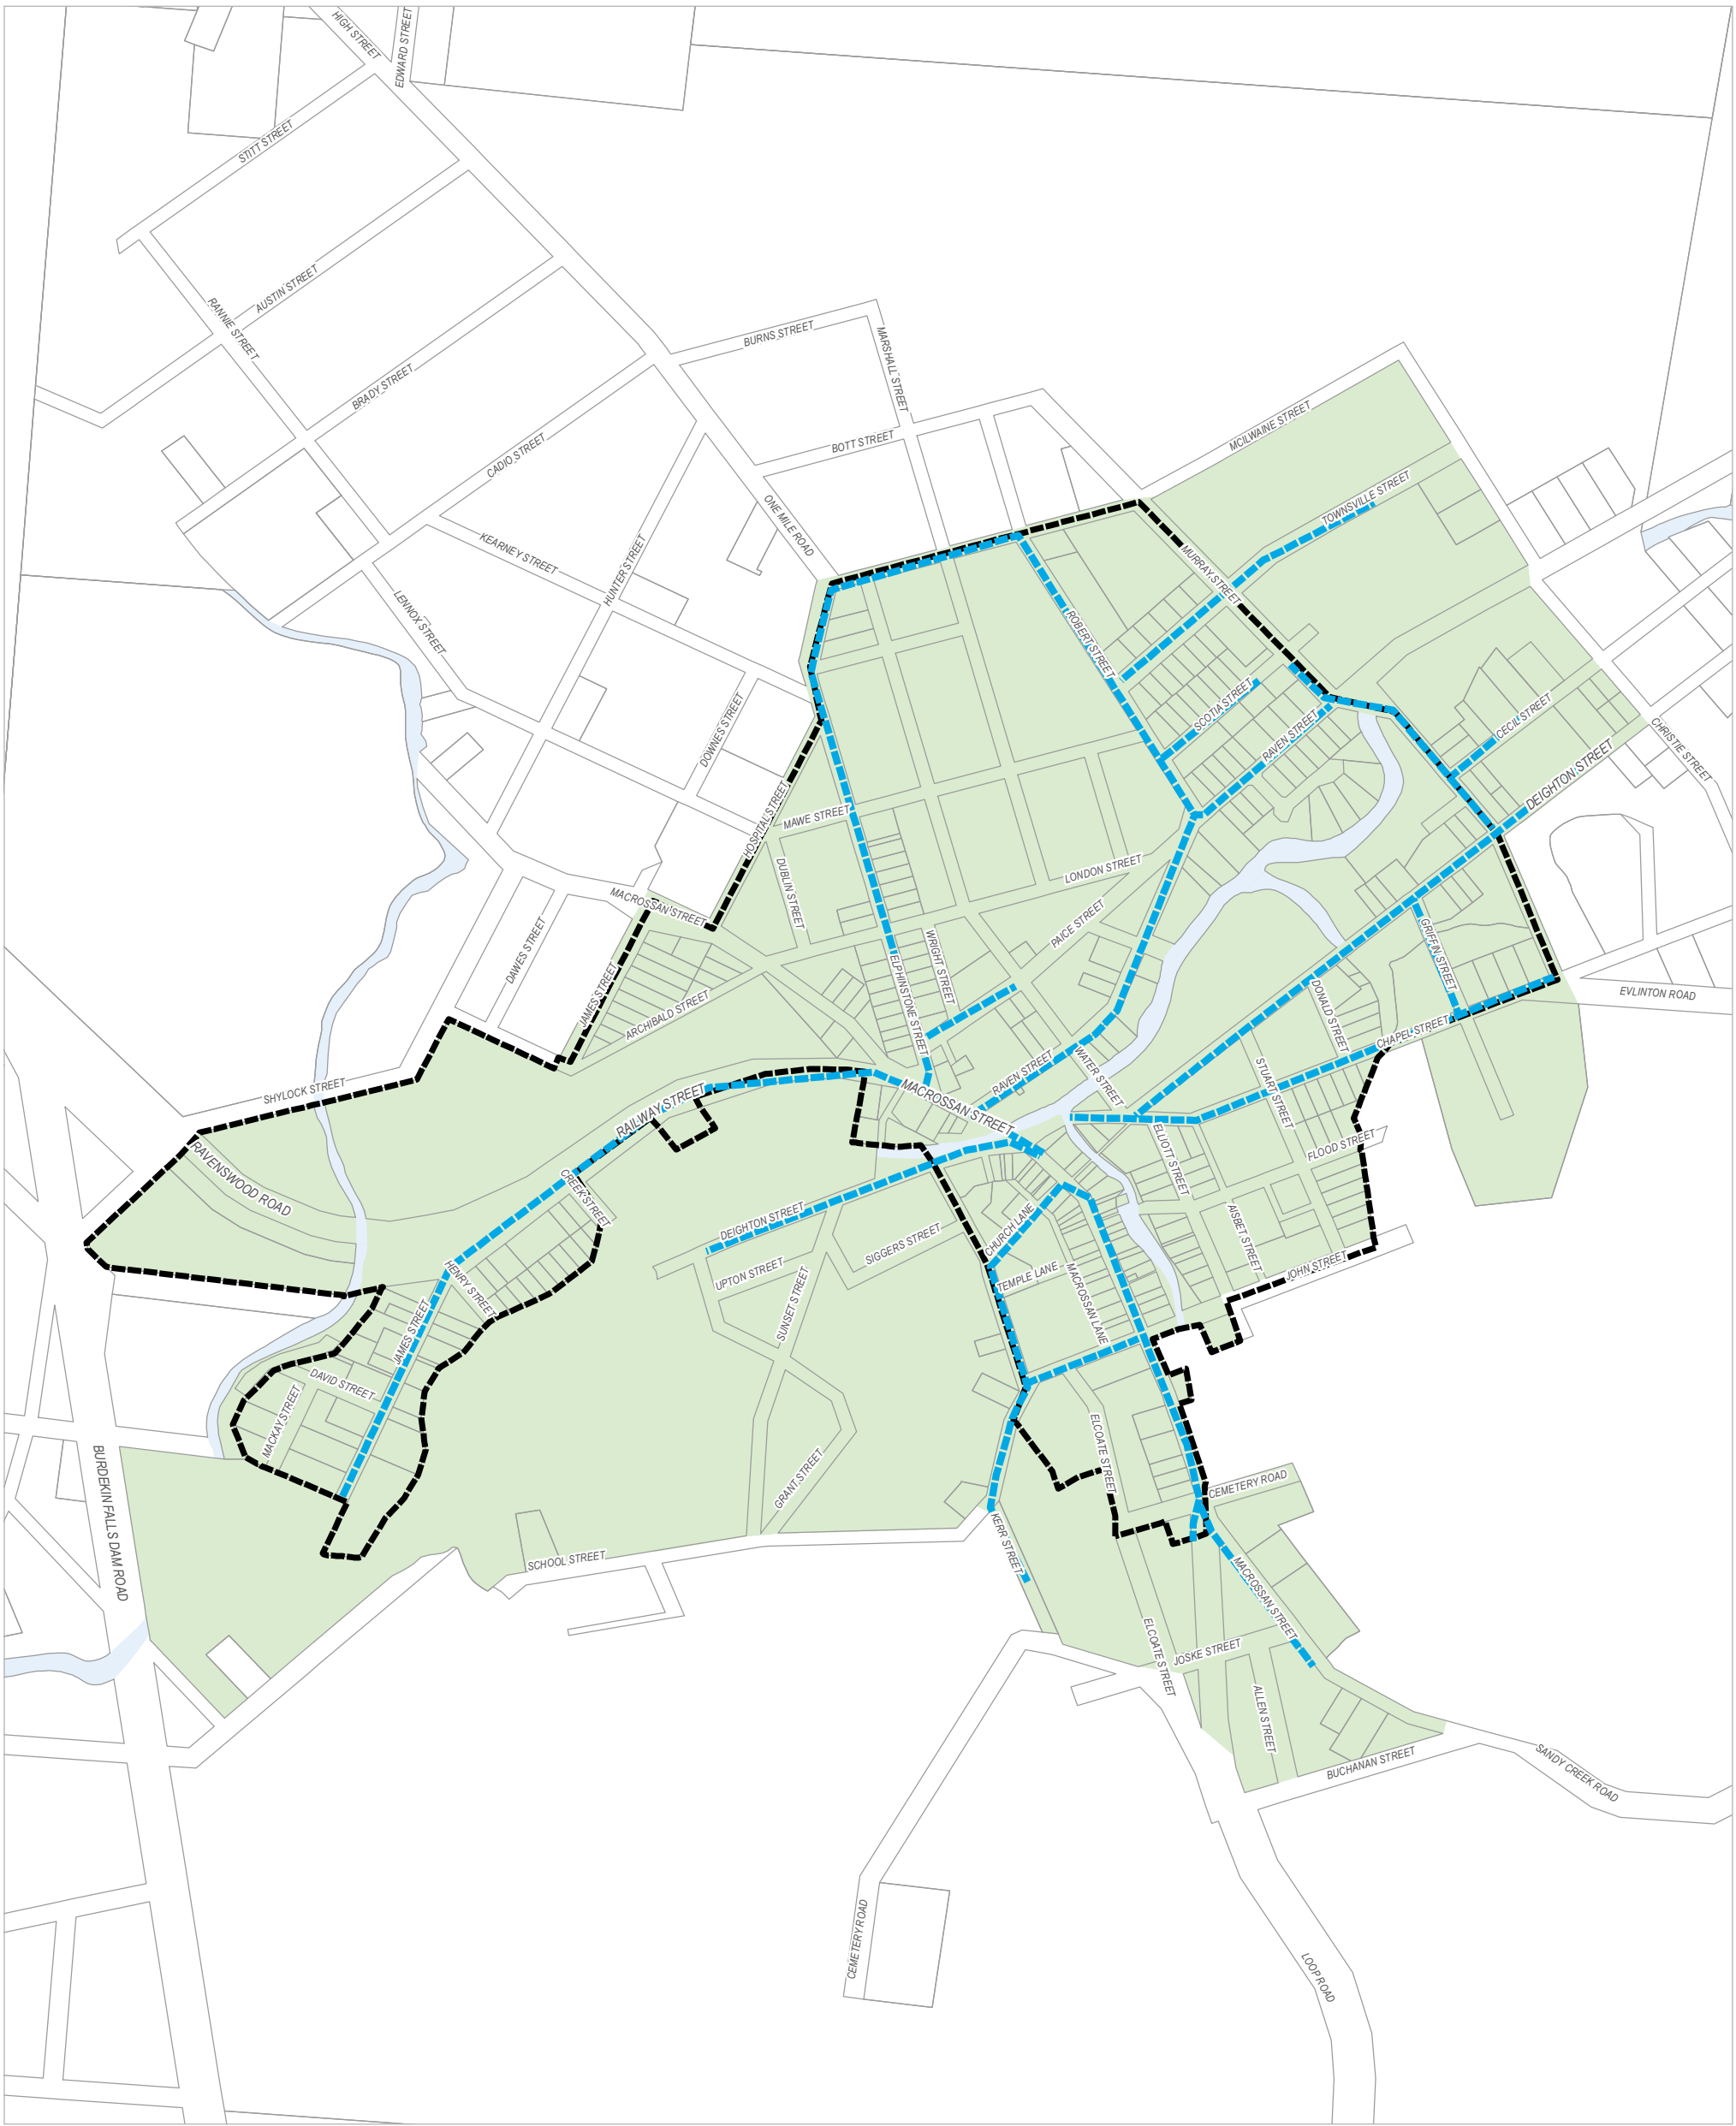 HIGH STREET
EDWARD STREET
STITT STREET
AUSTIN STREET
RANNIE STREET
BURNS STREET
MARSHALL STREET
BRADY STREET
BOTT STREET
MCILWAINE STREET
CADIO STREET
ONE MILE ROAD
TOWNSVILLE STREET
KEARNEY STREET
HUNTER STREET
MURRAY STREET
LENNOX STREET
ROBERT STREET
DOWNES STREET
SCOTIA STREET
RAVEN STREET
CECIL STREET
CHRISTIE STREET
DEIGHTON STREET
HOSPITAL STREET
MAWE STREET
DUBLIN STREET
LONDON STREET
MACROSSAN STREET
PAICE STREET
GRIFFIN STREET
DAWES STREET
WRIGHT STREET
ELPHINSTONE STREET
JAMES STREET
ARCHIBALD STREET
DONALD STREET
EVLINTON ROAD
CHAPEL STREET
SHYLOCK STREET
RAVEN STREET
WATER STREET
STUART STREET
RAILWAY STREET
MACROSSAN STREET
RAVENSWOOD ROAD
ELLIOTT STREET
FLOOD STREET
CREEK STREET
DEIGHTON STREET
CHURCH LANE
SIGGERS STREET
AISBET STREET
UPTON STREET
TEMPLE LANE
JOHN STREET
HENRY STREET
SUNSET STREET
MACROSSAN LANE
JAMES STREET
DAVID STREET
MACKAY STREET
ELCOATE STREET
GRANT STREET
CEMETERY ROAD
BURDEKIN FALLS DAM ROAD
KERR STREET
SCHOOL STREET
MACROSSAN STREET
ELCOATE STREET
JOSKE STREET
ALLEN STREET
BUCHANAN STREET
SANDY CREEK ROAD
CEMETERY ROAD
LOOP ROAD